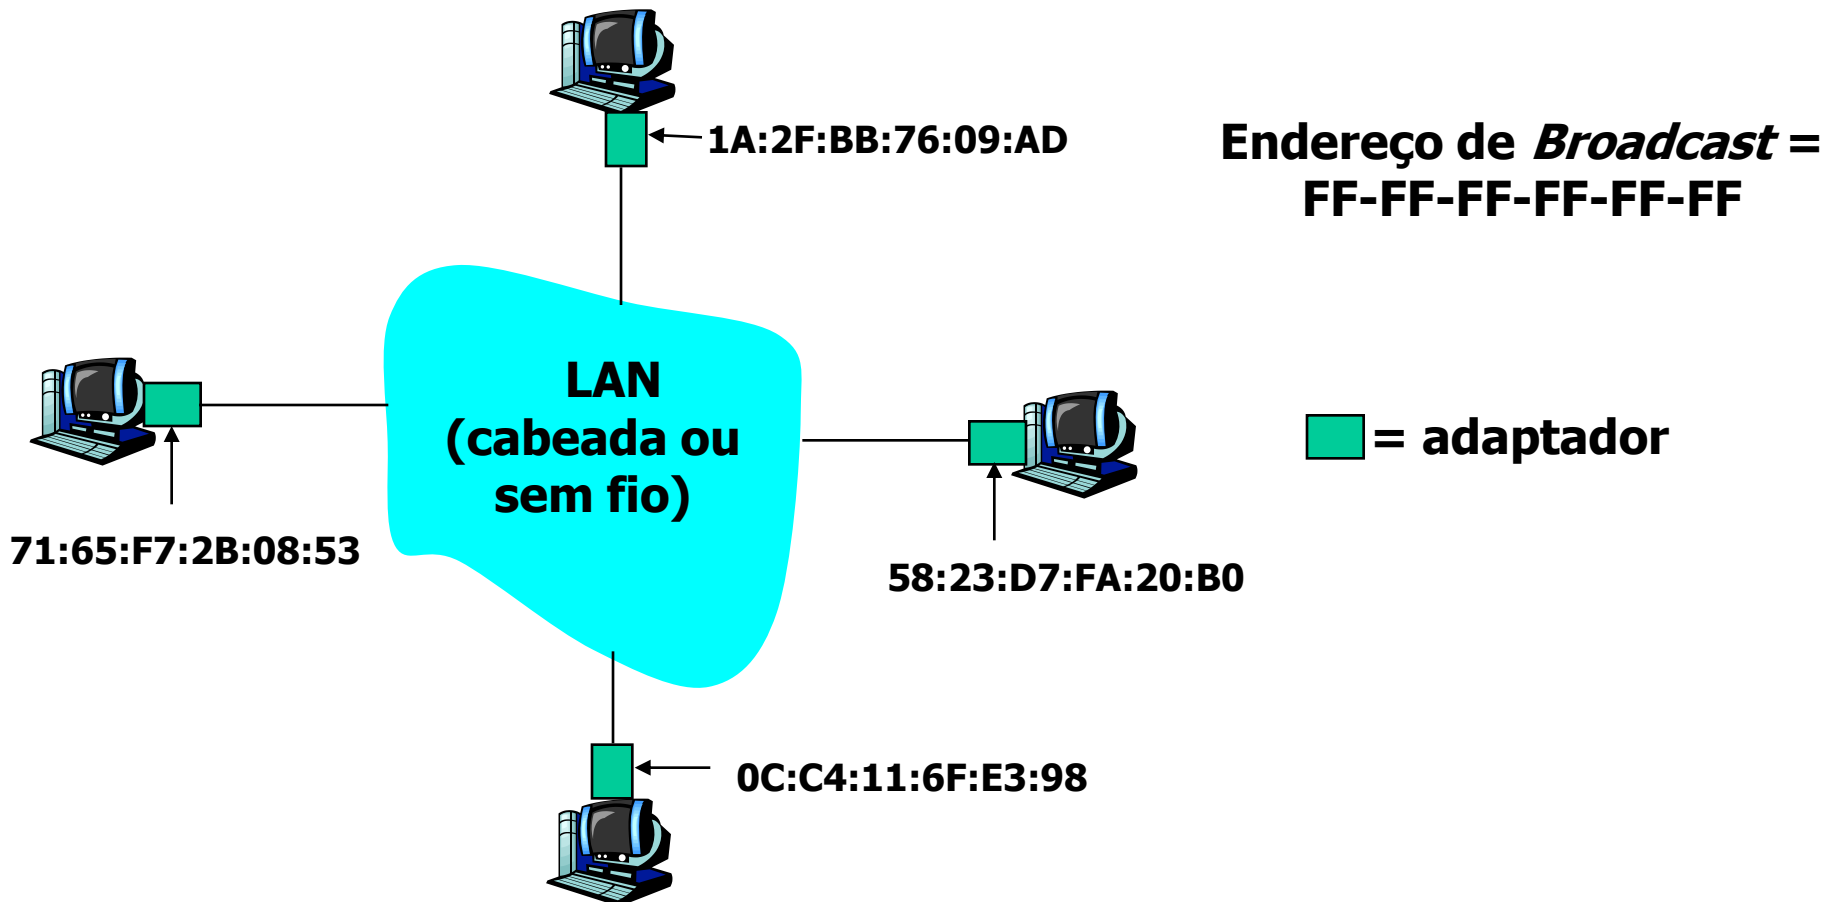 1A:2F:BB:76:09:AD
Endereço de Broadcast =
FF-FF-FF-FF-FF-FF
LAN
(cabeada ou
sem fio)
= adaptador
71:65:F7:2B:08:53
58:23:D7:FA:20:B0
0C:C4:11:6F:E3:98